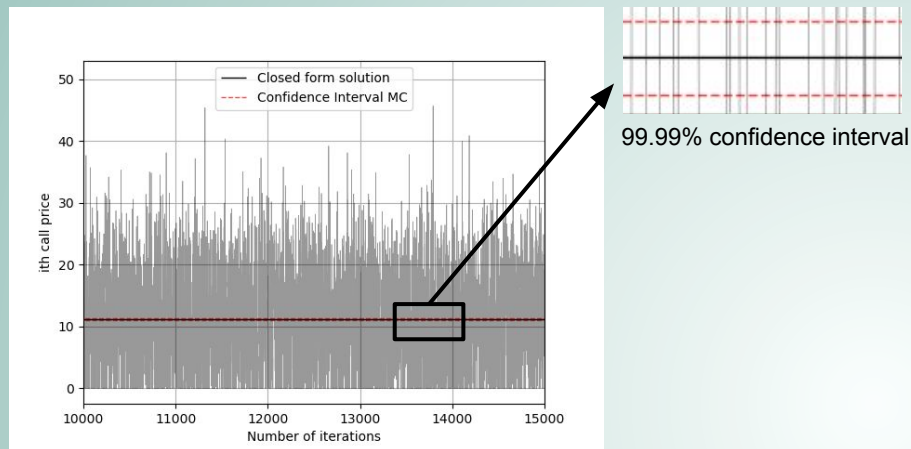 Closed form solution
Confidence Interval MC
50
40
30
20
10
0
ith call price
10000
11000
12000
13000
14000
15000
Number of iterations
99.99% confidence interval